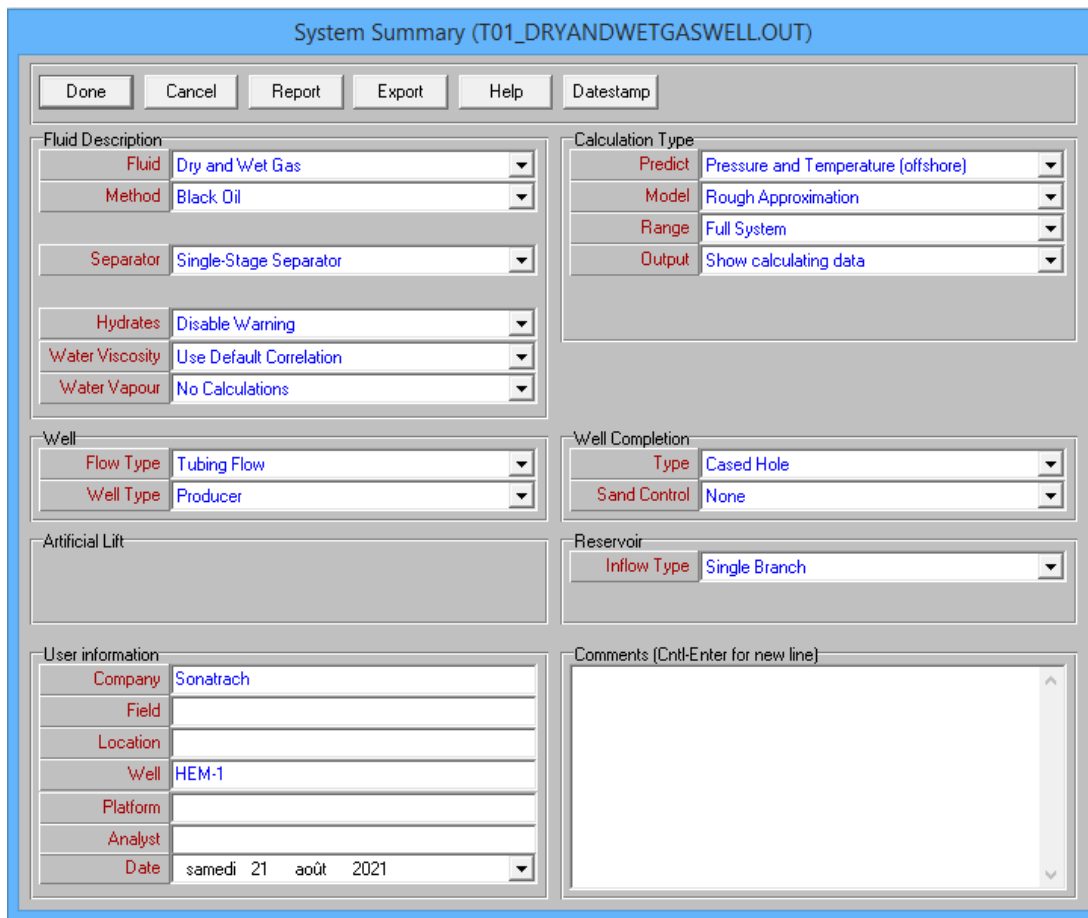 System Summary (T01_DRYANDWETGASWELL.OUT)
Done Cancel Report Export Help Datestamp
Fluid Description
Fluid Dry and Wet Gas
Method Black Oil
Separator Single-Stage Separator
Hydrates Disable Warning
Water Viscosity Use Default Correlation
Water Vapour No Calculations
Calculation Type
Predict Pressure and Temperature (offshore)
Model Rough Approximation
Range Full System
Output Show calculating data
Well
Flow Type Tubing Flow
Well Type Producer
Well Completion
Type Cased Hole
Sand Control None
Artificial Lift
Reservoir
Inflow Type Single Branch
User information
Company Sonatrach
Field
Location
Well HEM-1
Platform
Analyst
Date samedi 21 août 2021
Comments (Cntl-Enter for new line)